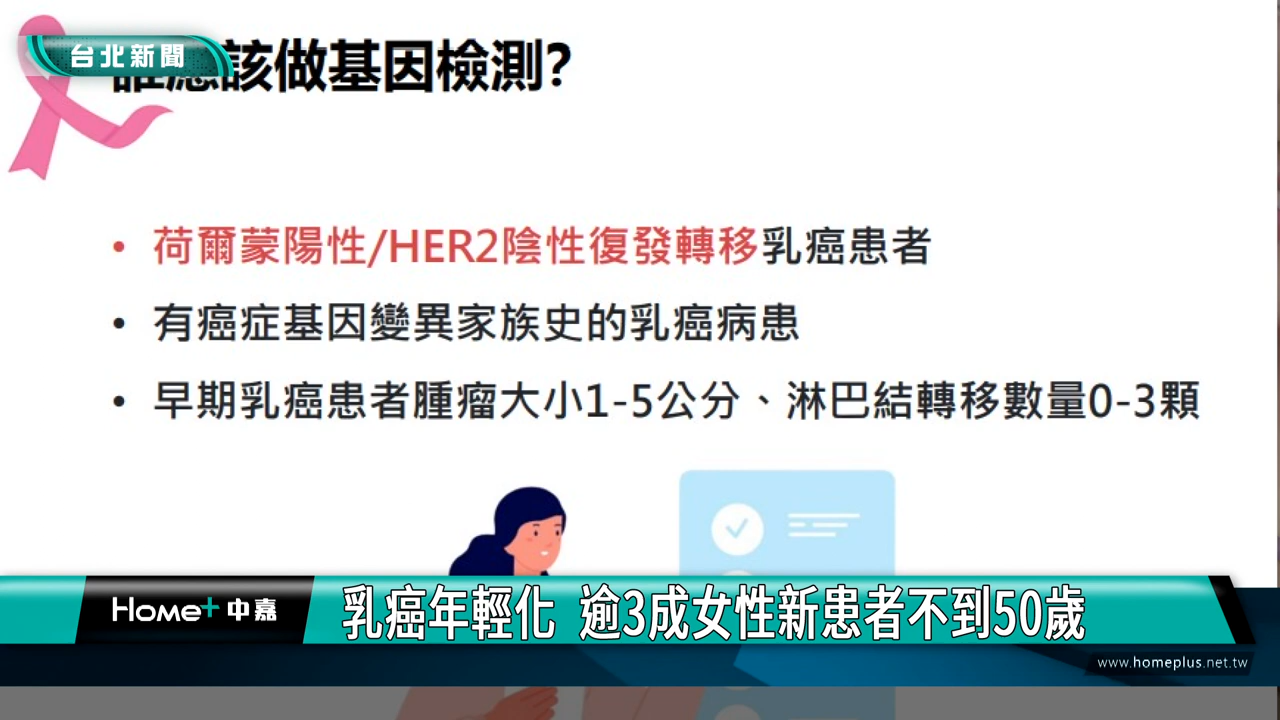 台北新聞
誰應該做基因檢測?
• 荷爾蒙陽性/HER2陰性復發轉移乳癌患者
• 有癌症基因變異家族史的乳癌病患
• 早期乳癌患者腫瘤大小1-5公分、淋巴結轉移數量0-3顆
Home+中嘉
乳癌年輕化 逾3成女性新患者不到50歲
www.homeplus.net.tw